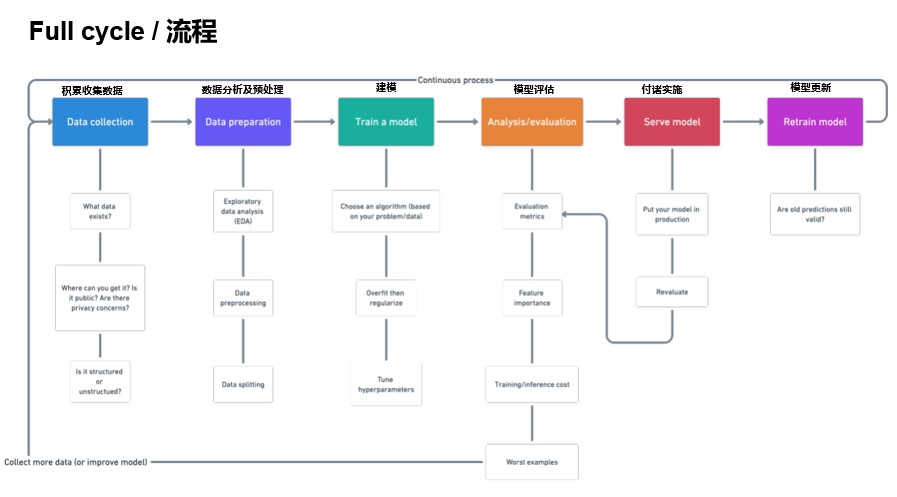 Full cycle / 流程
Continuous process
积累收集数据
数据分析及预处理
建模
模型评估
付诸实施
模型更新
Data collection
Data preparation
Train a model
Analysis/evaluation
Serve model
Retrain model
What data
exists?
Where can you get it? Is
it public? Are there
privacy concerns?
Is it structured
or
unstructued?
Exploratory
data analysis
(EDA)
Data
preprocessing
Data splitting
Choose an algorithm (based
on your problem/data)
Overfit then
regularize
Tune
hyperparameters
Evaluation
metrics
Feature
importance
Training/inference cost
Worst examples
Put your model in
production
Revaluate
Are old predictions still
valid?
Collect more data (or improve model)